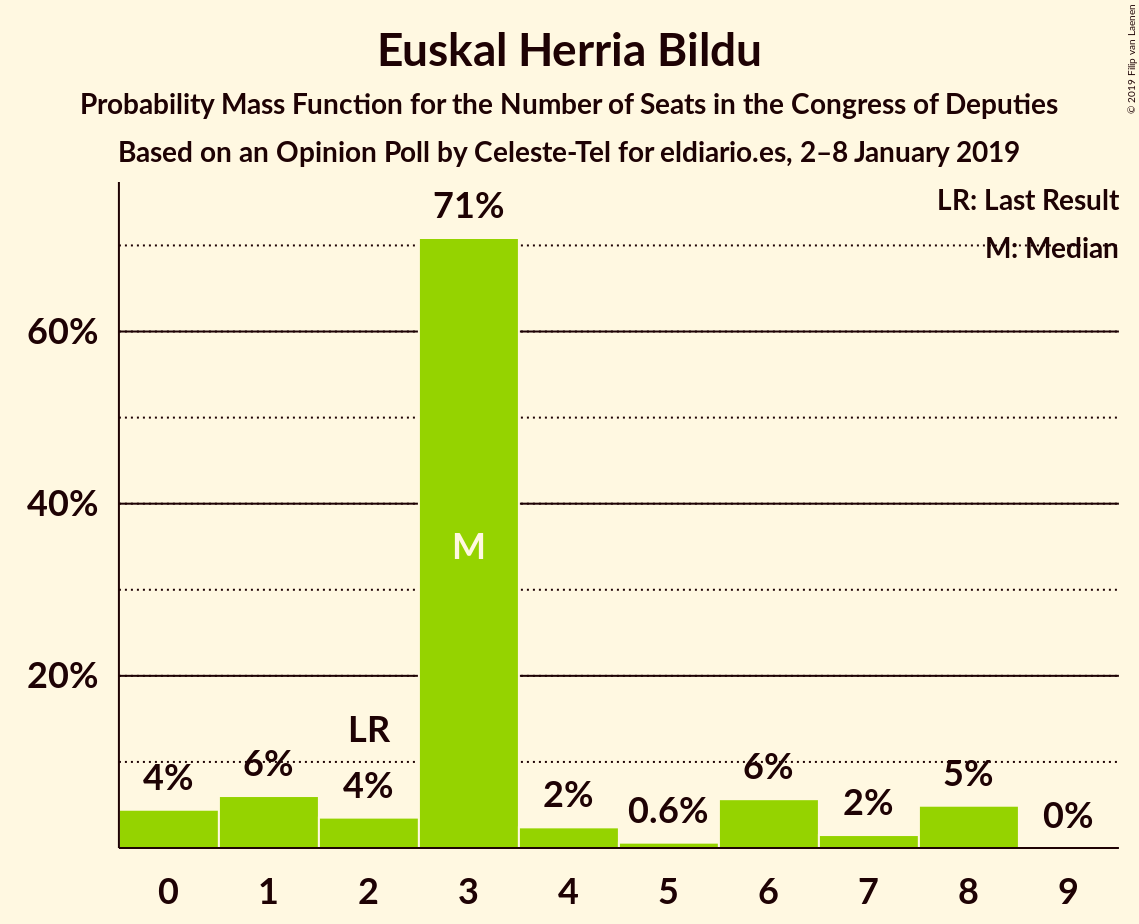 Euskal Herria Bildu
Probability Mass Function for the Number of Seats in the Congress of Deputies
Based on an Opinion Poll by Celeste-Tel for eldiario.es, 2–8 January 2019
© 2019 Filip van Laenen
LR: Last Result
M: Median
60%
40%
20%
4%
6%
LR
4%
71%
M
2%
0.6%
6%
2%
5%
0%
0 1 2 3 4 5 6 7 8 9